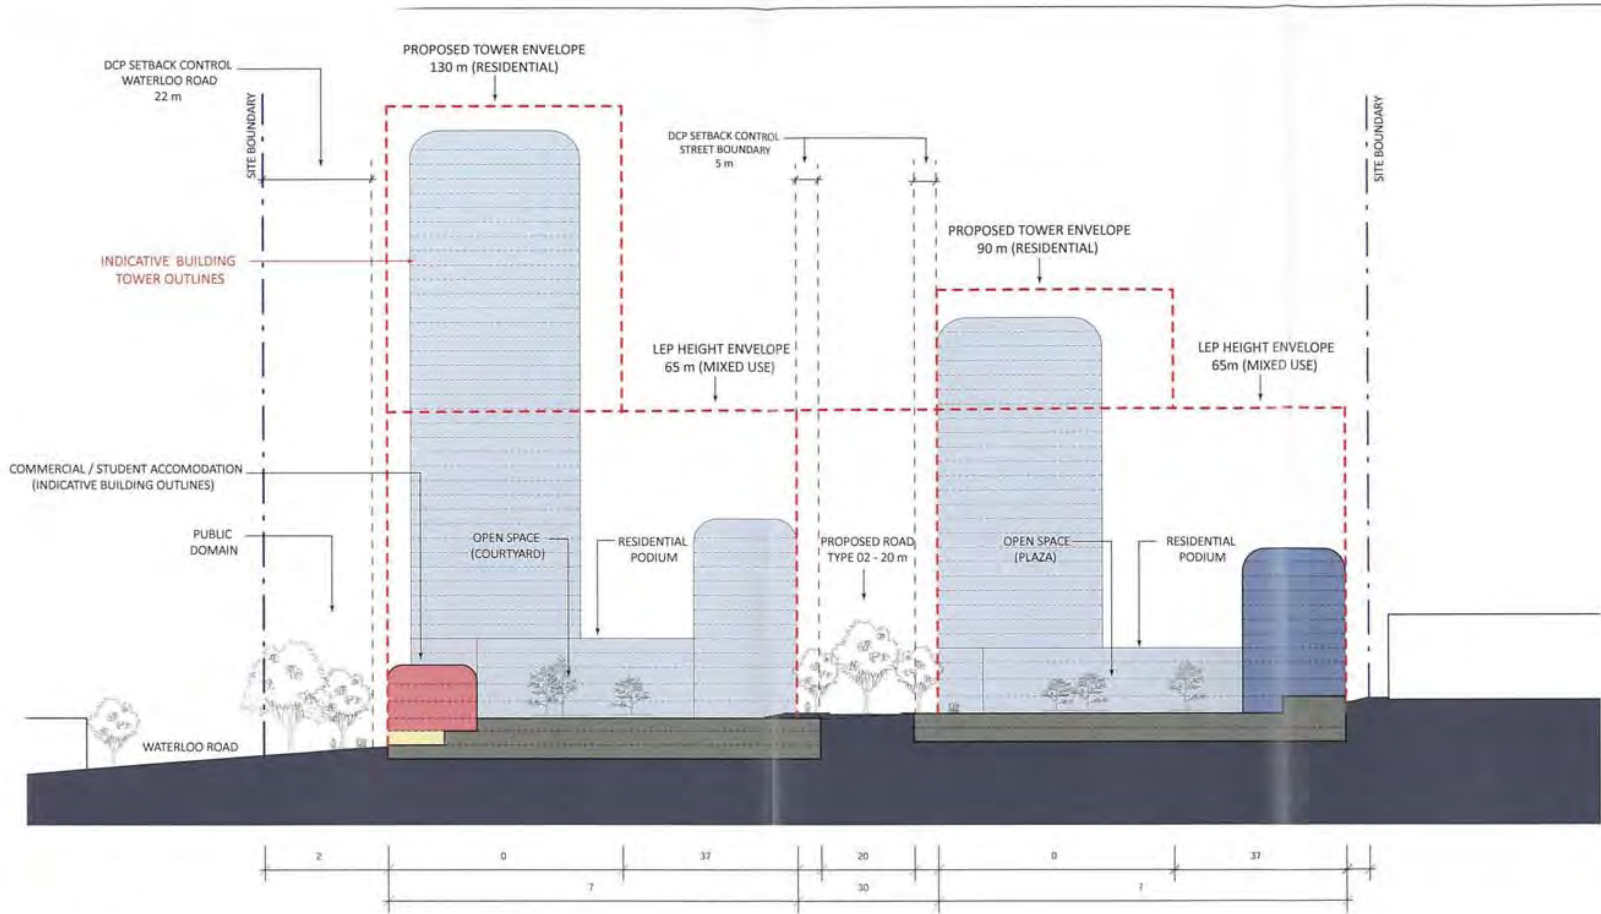 PROPOSED TOWER ENVELOPE
130 m (RESIDENTIAL)
DCP SETBACK CONTROL
WATERLOO ROAD
22 m
SITE BOUNDARY
DCP SETBACK CONTROL
STREET BOUNDARY
5 m
SITE BOUNDARY
PROPOSED TOWER ENVELOPE
90 m (RESIDENTIAL)
INDICATIVE BUILDING
TOWER OUTLINES
LEP HEIGHT ENVELOPE
65 m (MIXED USE)
LEP HEIGHT ENVELOPE
65m (MIXED USE)
COMMERCIAL / STUDENT ACCOMODATION
(INDICATIVE BUILDING OUTLINES)
PUBLIC
DOMAIN
OPEN SPACE
(COURTYARD)
RESIDENTIAL
PODIUM
PROPOSED ROAD
TYPE 02 - 20 m
OPEN SPACE
(PLAZA)
RESIDENTIAL
PODIUM
WATERLOO ROAD
2 0 37 20 0 37
7 30 7